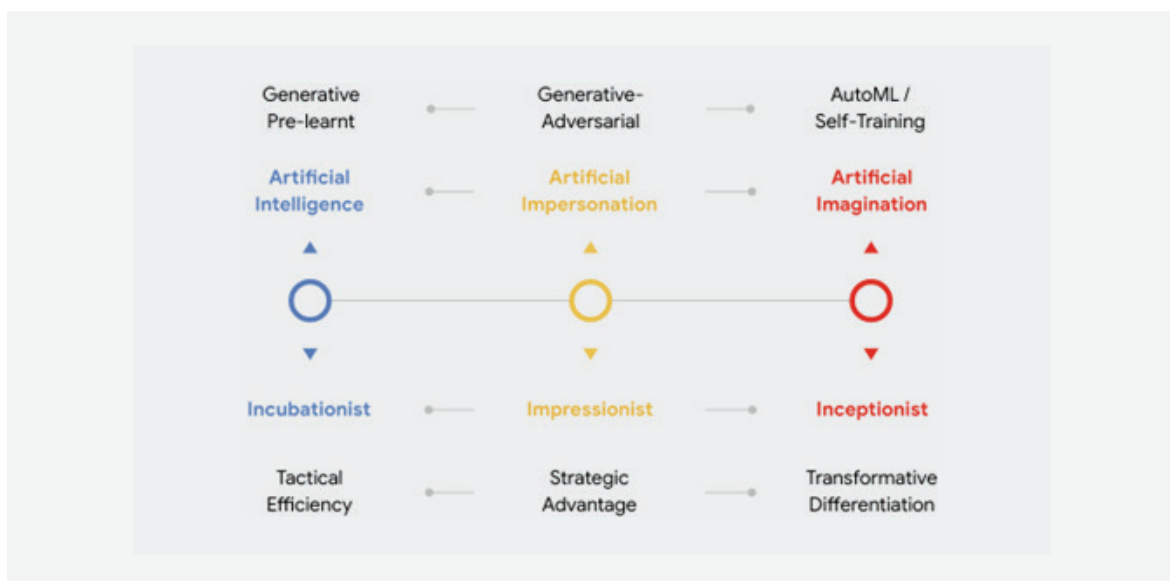 Generative
Pre-learnt
Generative-
Adversarial
AutoML /
Self-Training
Artificial
Intelligence
Artificial
Impersonation
Artificial
Imagination
Incubationist
Impressionist
Inceptionist
Tactical
Efficiency
Strategic
Advantage
Transformative
Differentiation